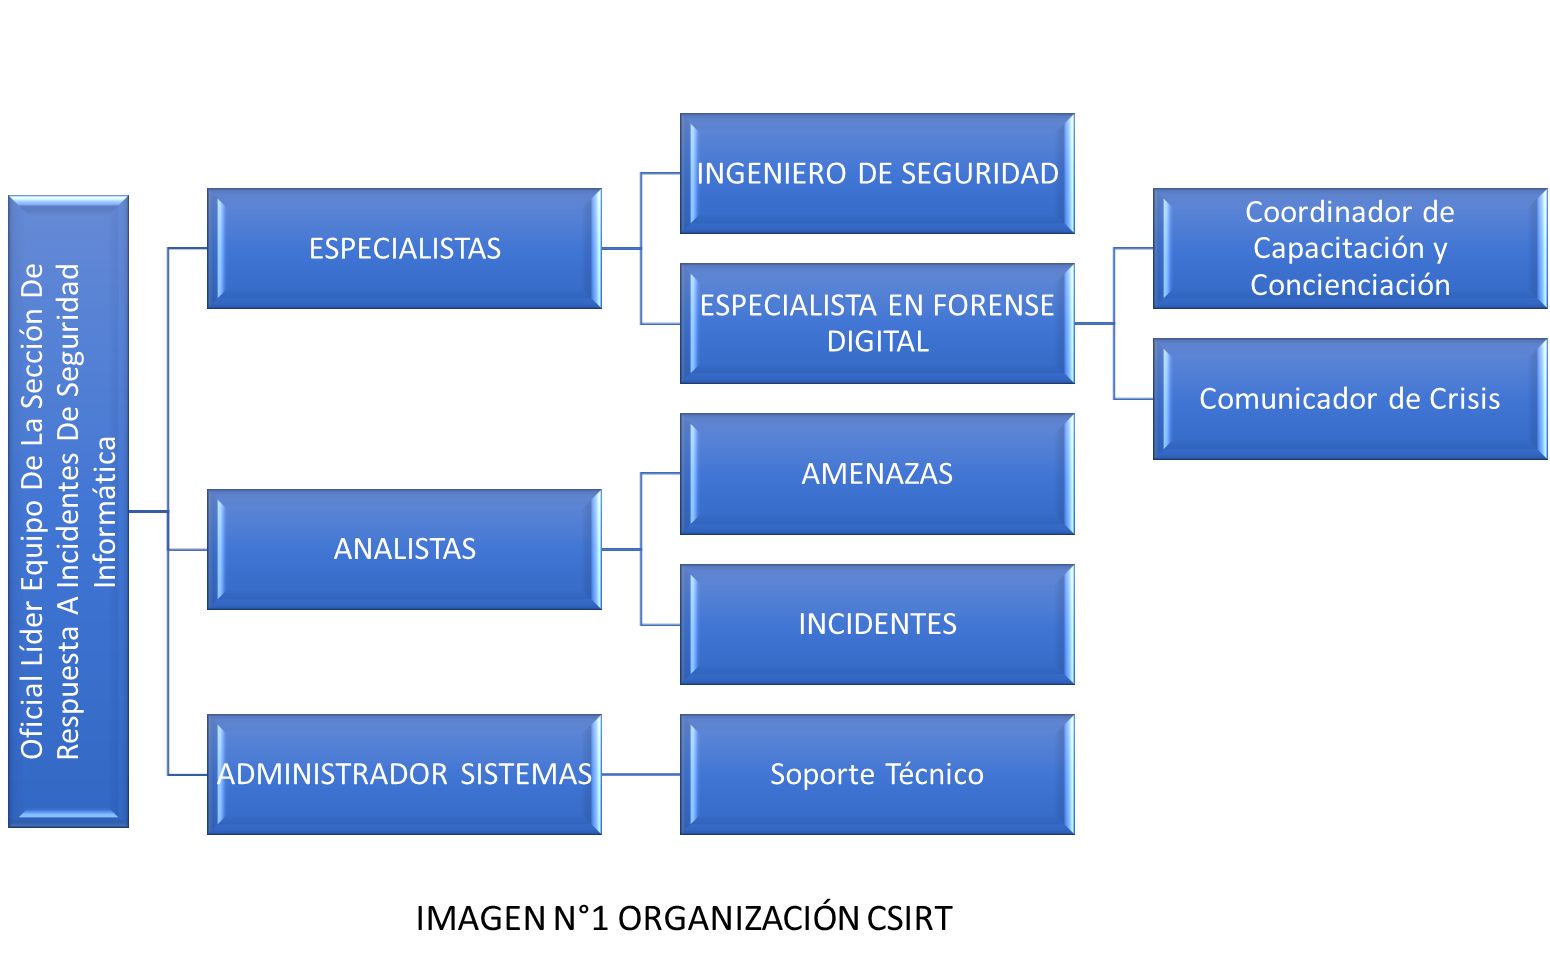 Oficial Líder Equipo De La Sección De
Respuesta A Incidentes De Seguridad
Informática
ESPECIALISTAS
INGENIERO DE SEGURIDAD
ESPECIALISTA EN FORENSE
DIGITAL
Coordinador de
Capacitación y
Concienciación
Comunicador de Crisis
ANALISTAS
AMENAZAS
INCIDENTES
ADMINISTRADOR SISTEMAS
Soporte Técnico
IMAGEN N°1 ORGANIZACIÓN CSIRT